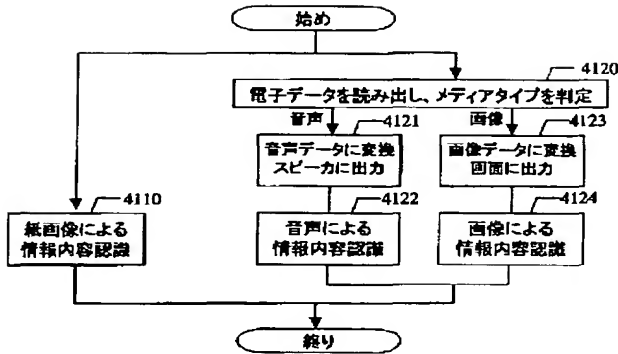 始め
4120
電子データを読み出し、メディアタイプを判定
音声
4121
画像
4123
音声データに変換
スピーカに出力
画像データに変換
画面に出力
4110
4122
4124
紙画像による
情報内容認識
音声による
情報内容認識
画像による
情報内容認識
終り